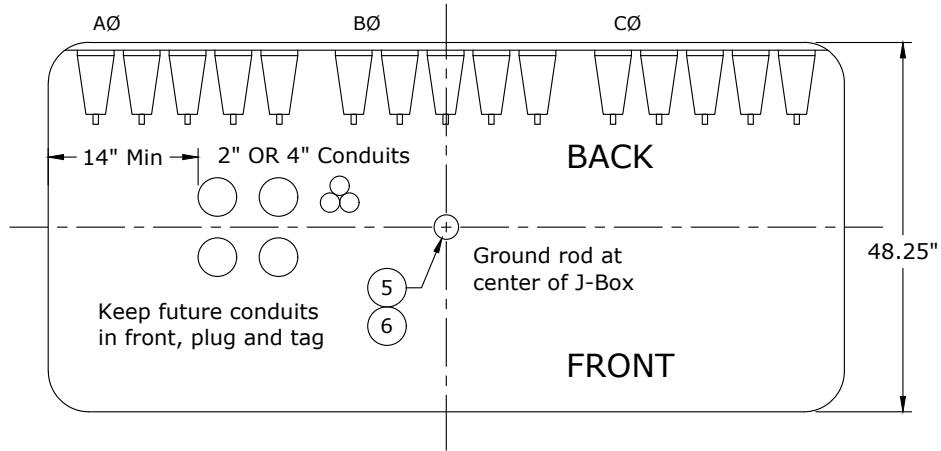 AØ
BØ
CØ
14" Min
2" OR 4" Conduits
BACK
48.25"
Ground rod at
center of J-Box
5
6
Keep future conduits
in front, plug and tag
FRONT